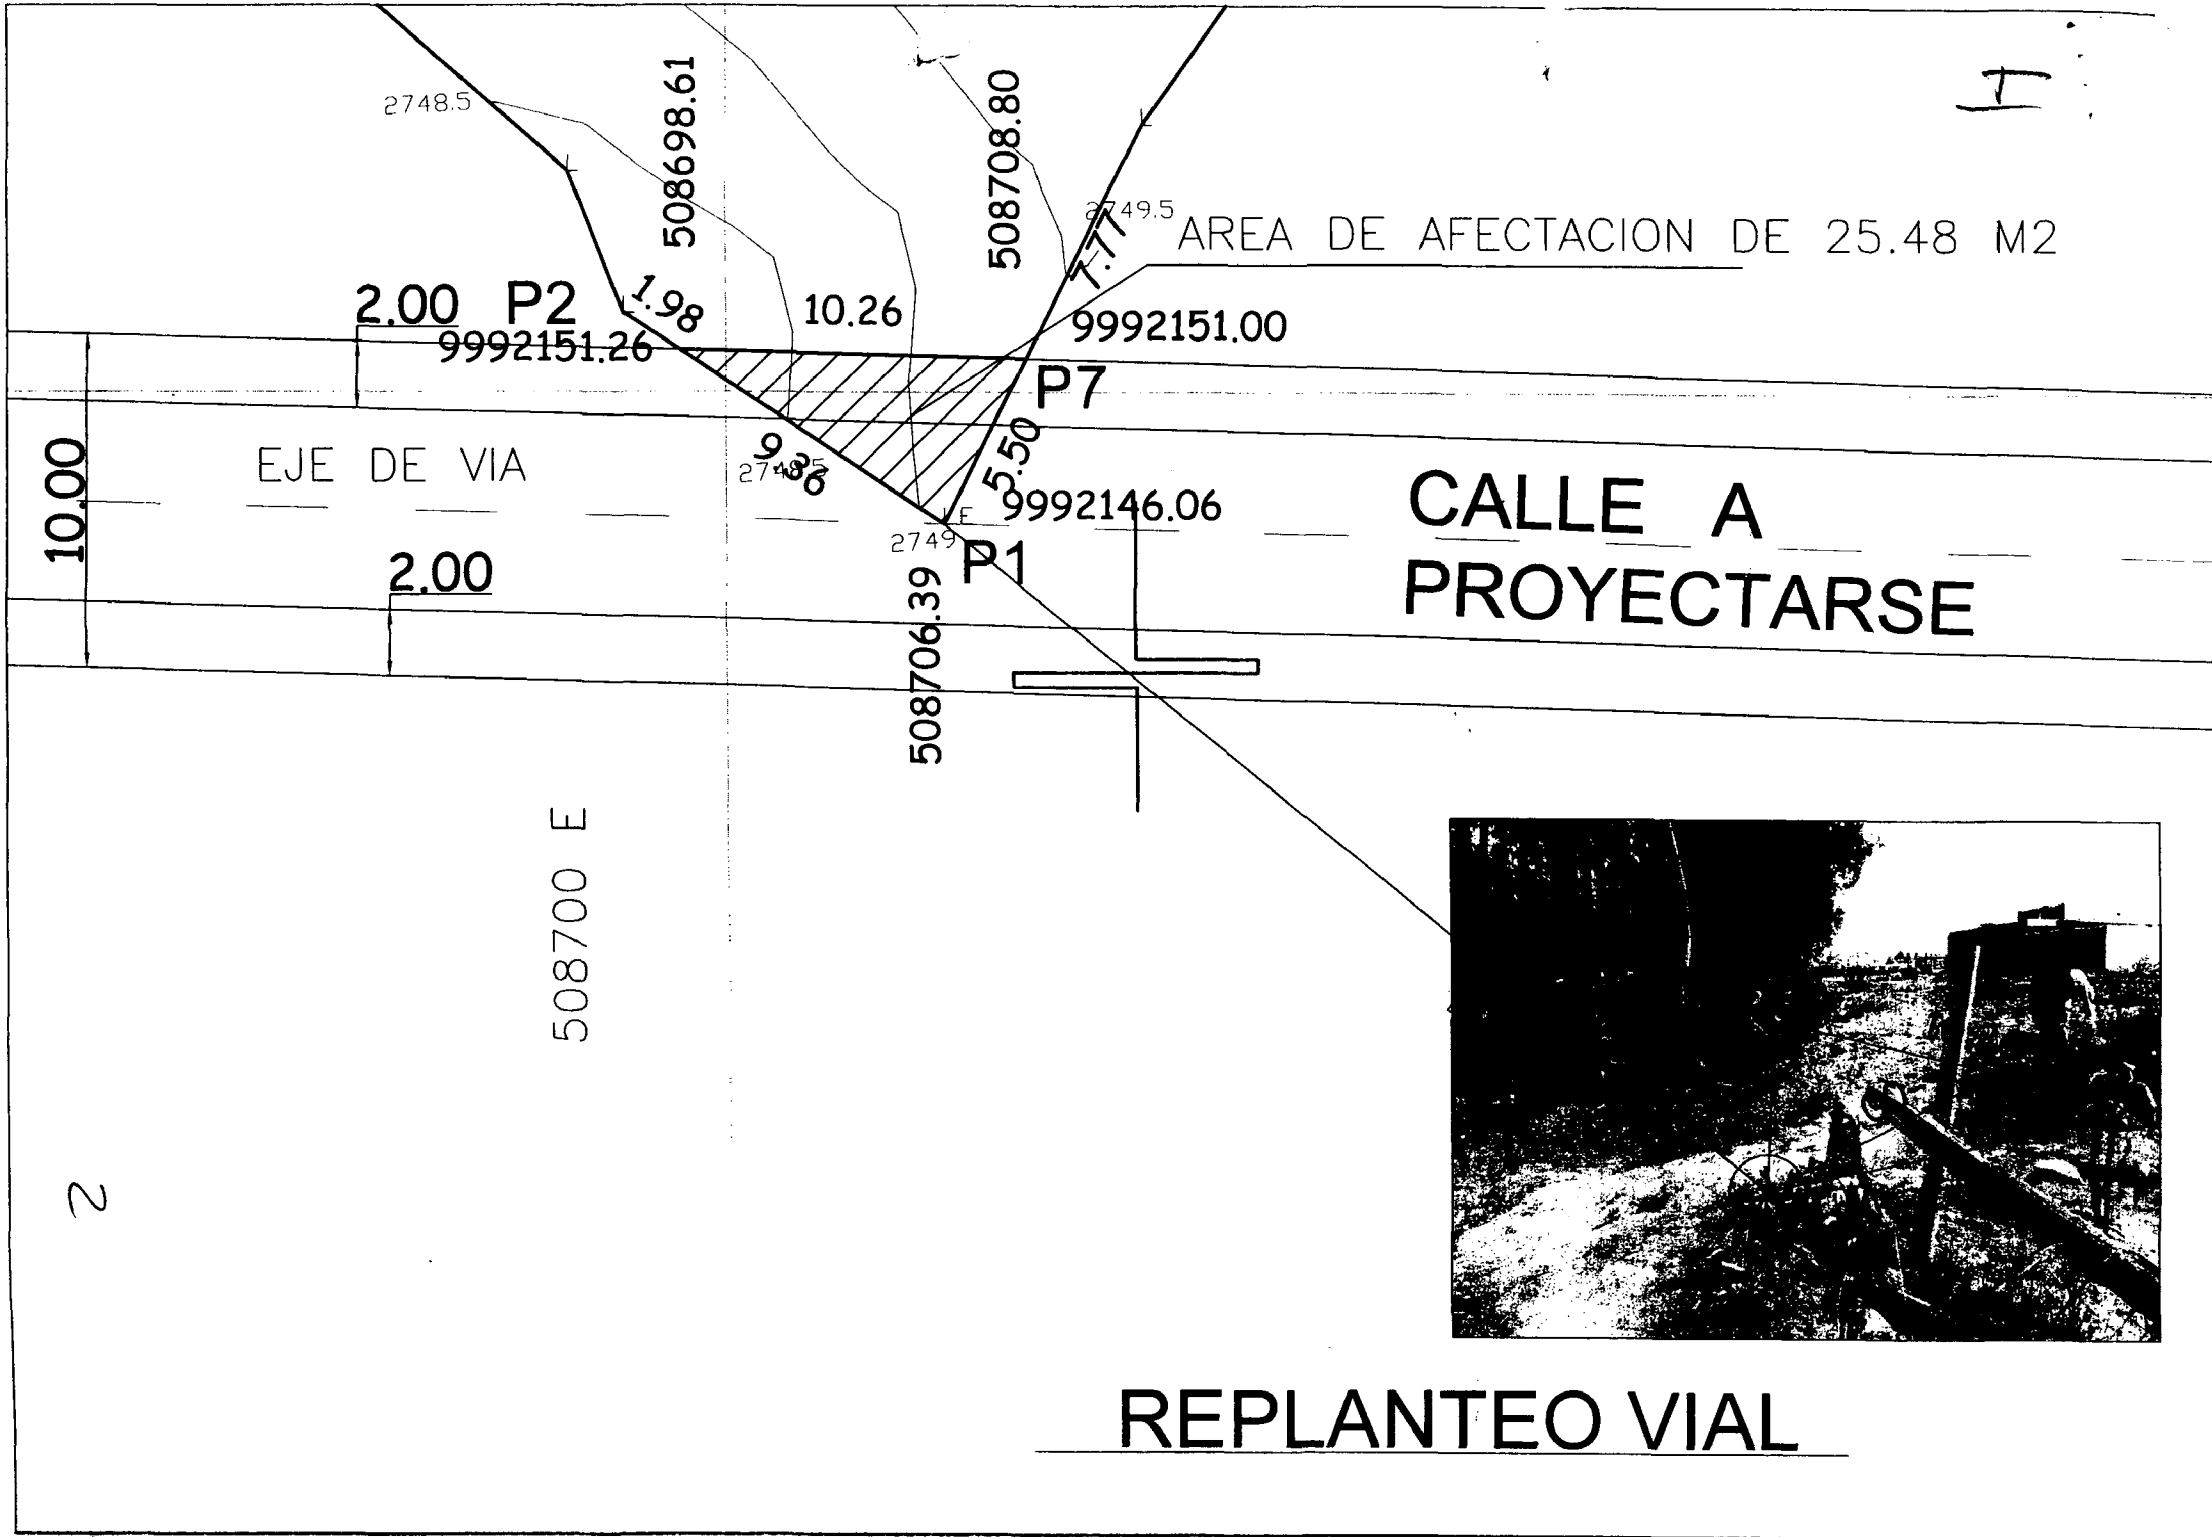 I
2748.5
508698.61
508708.80
2749.5
7.77
AREA DE AFECTACION DE 25.48 M2
2.00 P2
1.98
10.26
9992151.00
9992151.26
P7
10.00
EJE DE VIA
9.36
5.50
9992146.06
E
CALLE A
PROYECTARSE
2749
P1
2.00
508706.39
508700 E
2
REPLANTEO VIAL